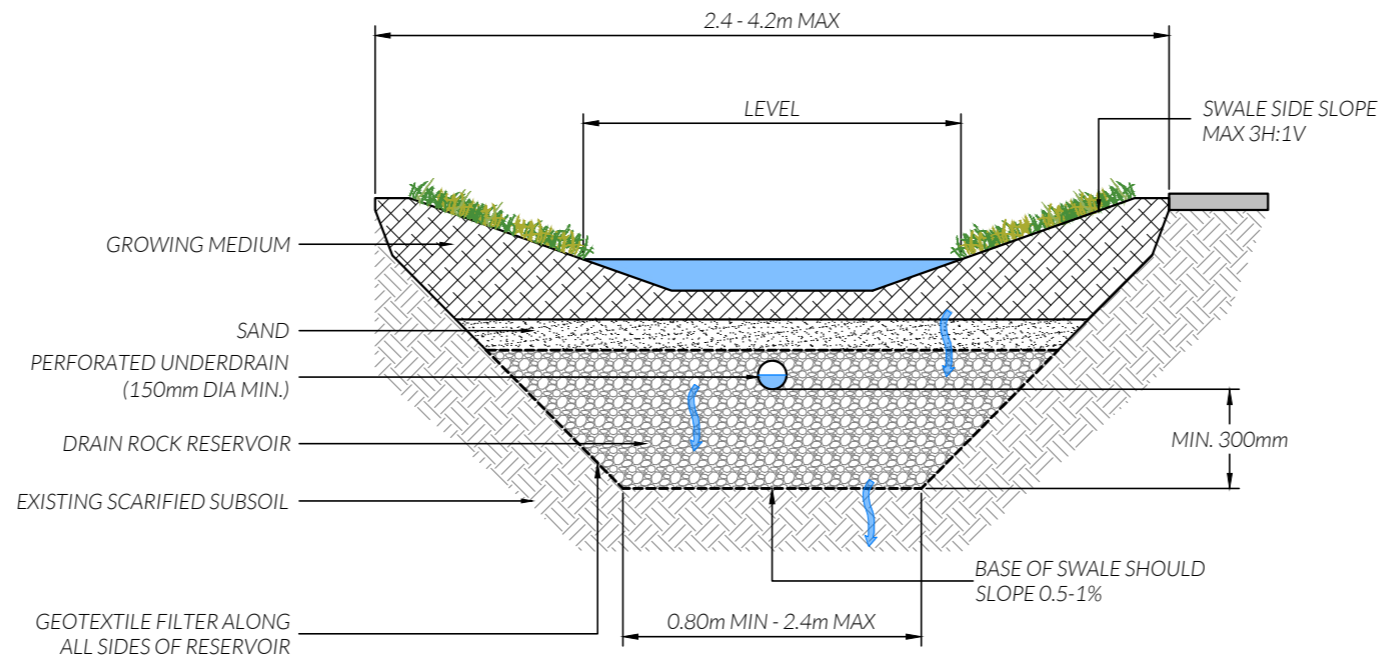 2.4 - 4.2m MAX
LEVEL
SWALE SIDE SLOPE
MAX 3H:1V
GROWING MEDIUM
SAND
PERFORATED UNDERDRAIN
(150mm DIA MIN.)
DRAIN ROCK RESERVOIR
MIN. 300mm
EXISTING SCARIFIED SUBSOIL
BASE OF SWALE SHOULD
SLOPE 0.5-1%
GEOTEXTILE FILTER ALONG
ALL SIDES OF RESERVOIR
0.80m MIN - 2.4m MAX